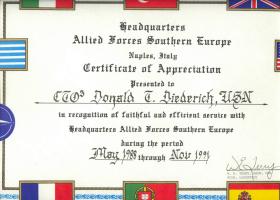 Headquarters
Allied Forces Southern Europe
Naples, Italy
Certificate of Appreciation
Presented to
Donald T. Diederich, USN
in recognition of faithful and efficient service with
Headquarters Allied Forces Southern Europe
during the period
May 1988 through Nov 1991